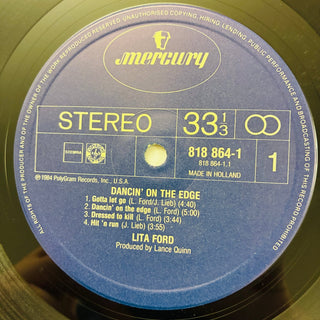 ALL RIGHTS OF THE PRODUCER AND OF THE OWNER OF THE WORK REPRODUCED RESERVED. UNAUTHORISED COPYING, HIRING, LENDING, PUBLIC PERFORMANCE AND BROADCASTING OF THIS RECORD PROHIBITED
mercury
STEREO
33 1/3
818 864-1
818 864-1.1
STEMRA
MADE IN HOLLAND
1
℗ 1984 PolyGram Records, Inc., U.S.A.
DANCIN' ON THE EDGE
1. Gotta let go (L. Ford/J. Lieb) (4:40)
2. Dancin' on the edge (L. Ford) (5:00)
3. Dressed to kill (L. Ford) (3:44)
4. Hit 'n run (J. Lieb) (3:55)
LITA FORD
Produced by Lance Quinn